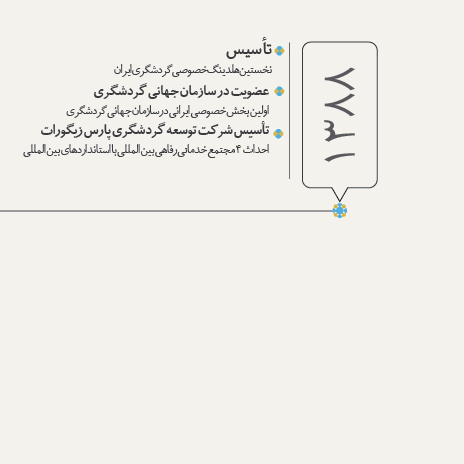 ۱۳۷۷
تأسیس
نخستین هلدینگ خصوصی گردشگری ایران
عضویت در سازمان جهانی گردشگری
اولین بخش خصوصی ایرانی در سازمان جهانی گردشگری
تأسیس شرکت توسعه گردشگری پارس زیگورات
احداث ۴ مجتمع خدماتی رفاهی بین المللی با استانداردهای بین المللی